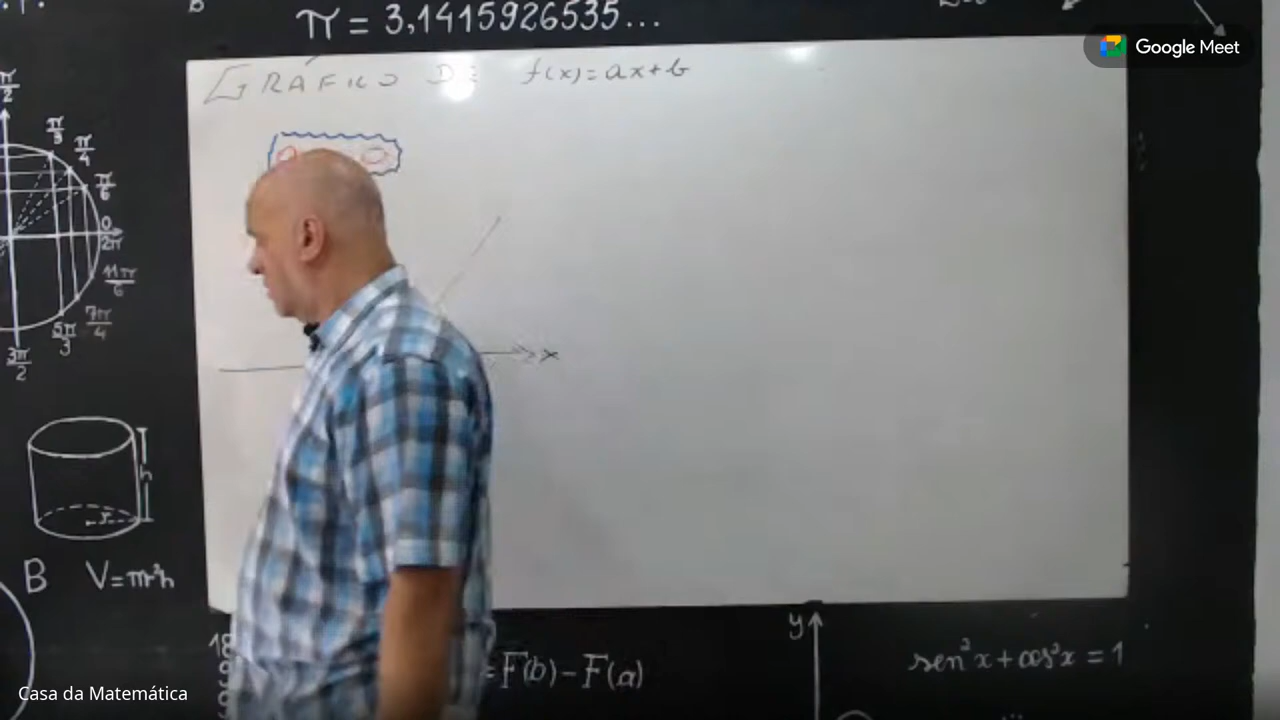 π = 3,1415926535...
Google Meet
GRÁFICO DE f(x) = ax+b
π/2
π/3
π/4
π/6
0
2π
11π/6
7π/4
5π/3
3π/2
x
h
r
B V=πr²h
18
= F(b) – F(a)
y
sen²x + cos²x = 1
Casa da Matemática